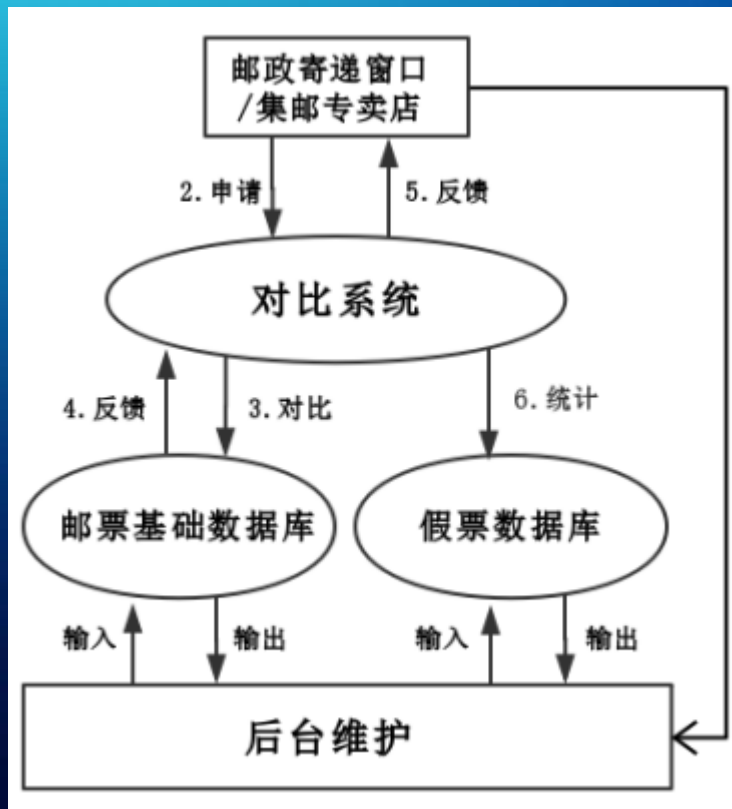 邮政寄递窗口
/集邮专卖店
2.申请
5.反馈
对比系统
4.反馈
3.对比
6.统计
邮票基础数据库
假票数据库
输入
输出
输入
输出
后台维护